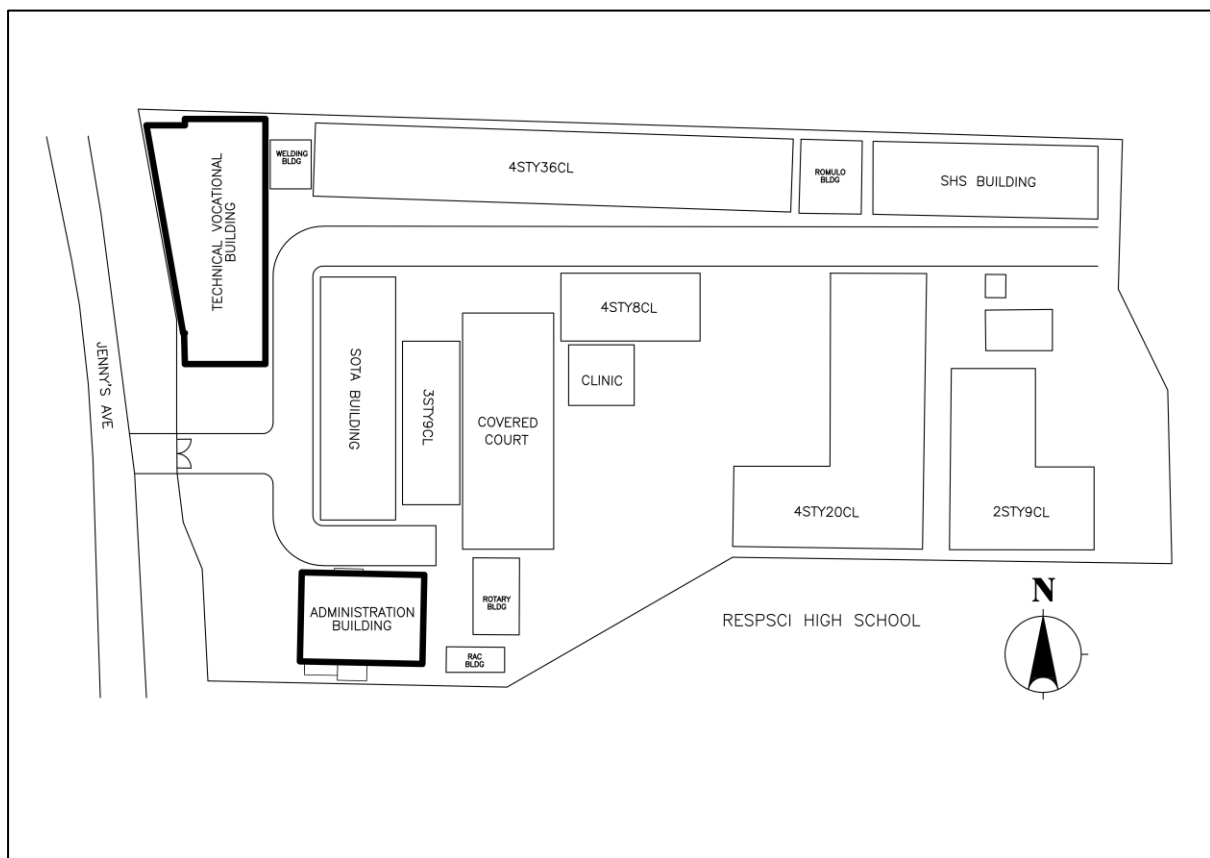 TECHNICAL VOCATIONAL
BUILDING
WELDING
BLDG
4STY36CL
ROMULO
BLDG
SHS BUILDING
JENNY'S AVE
SOTA BUILDING
3STY9CL
COVERED
COURT
4STY8CL
CLINIC
4STY20CL
2STY9CL
ADMINISTRATION
BUILDING
ROTARY
BLDG
RAC
BLDG
RESPSCI HIGH SCHOOL
N